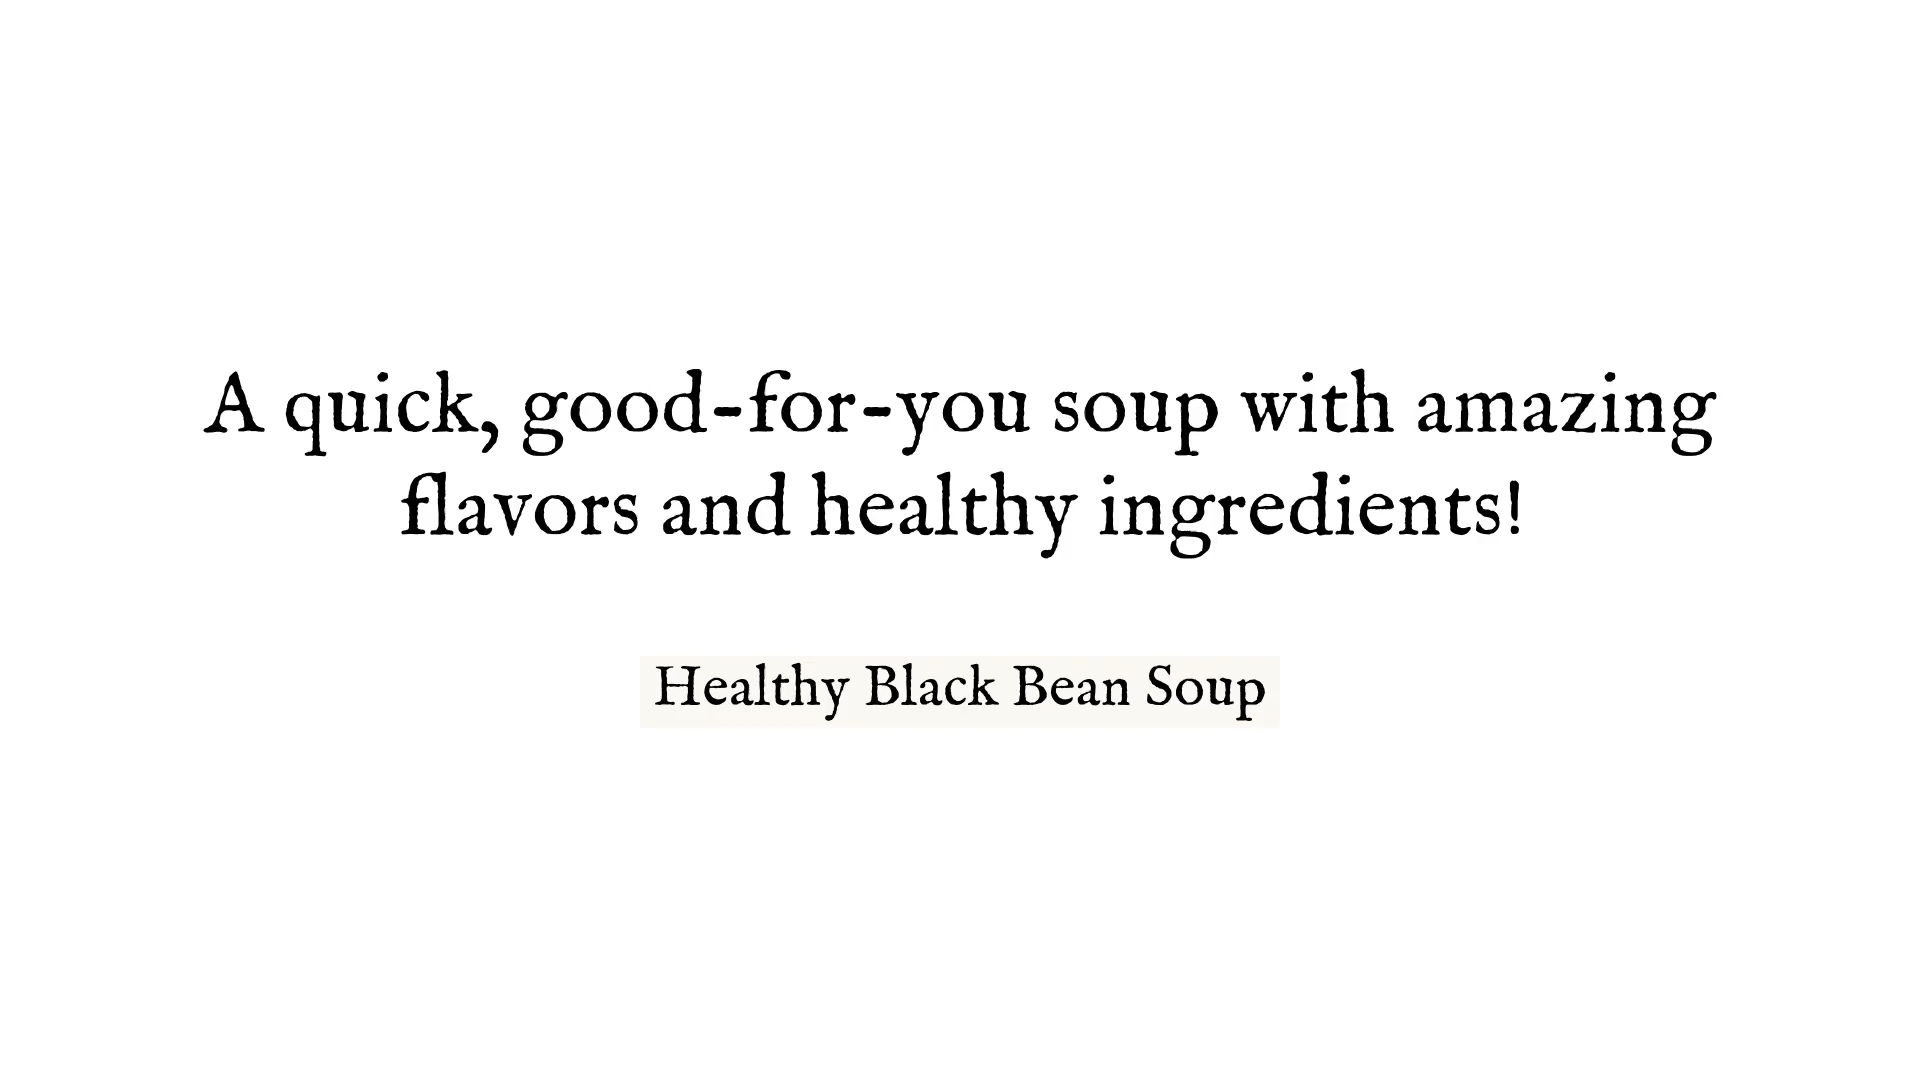 A quick, good-for-you soup with amazing
flavors and healthy ingredients!
Healthy Black Bean Soup